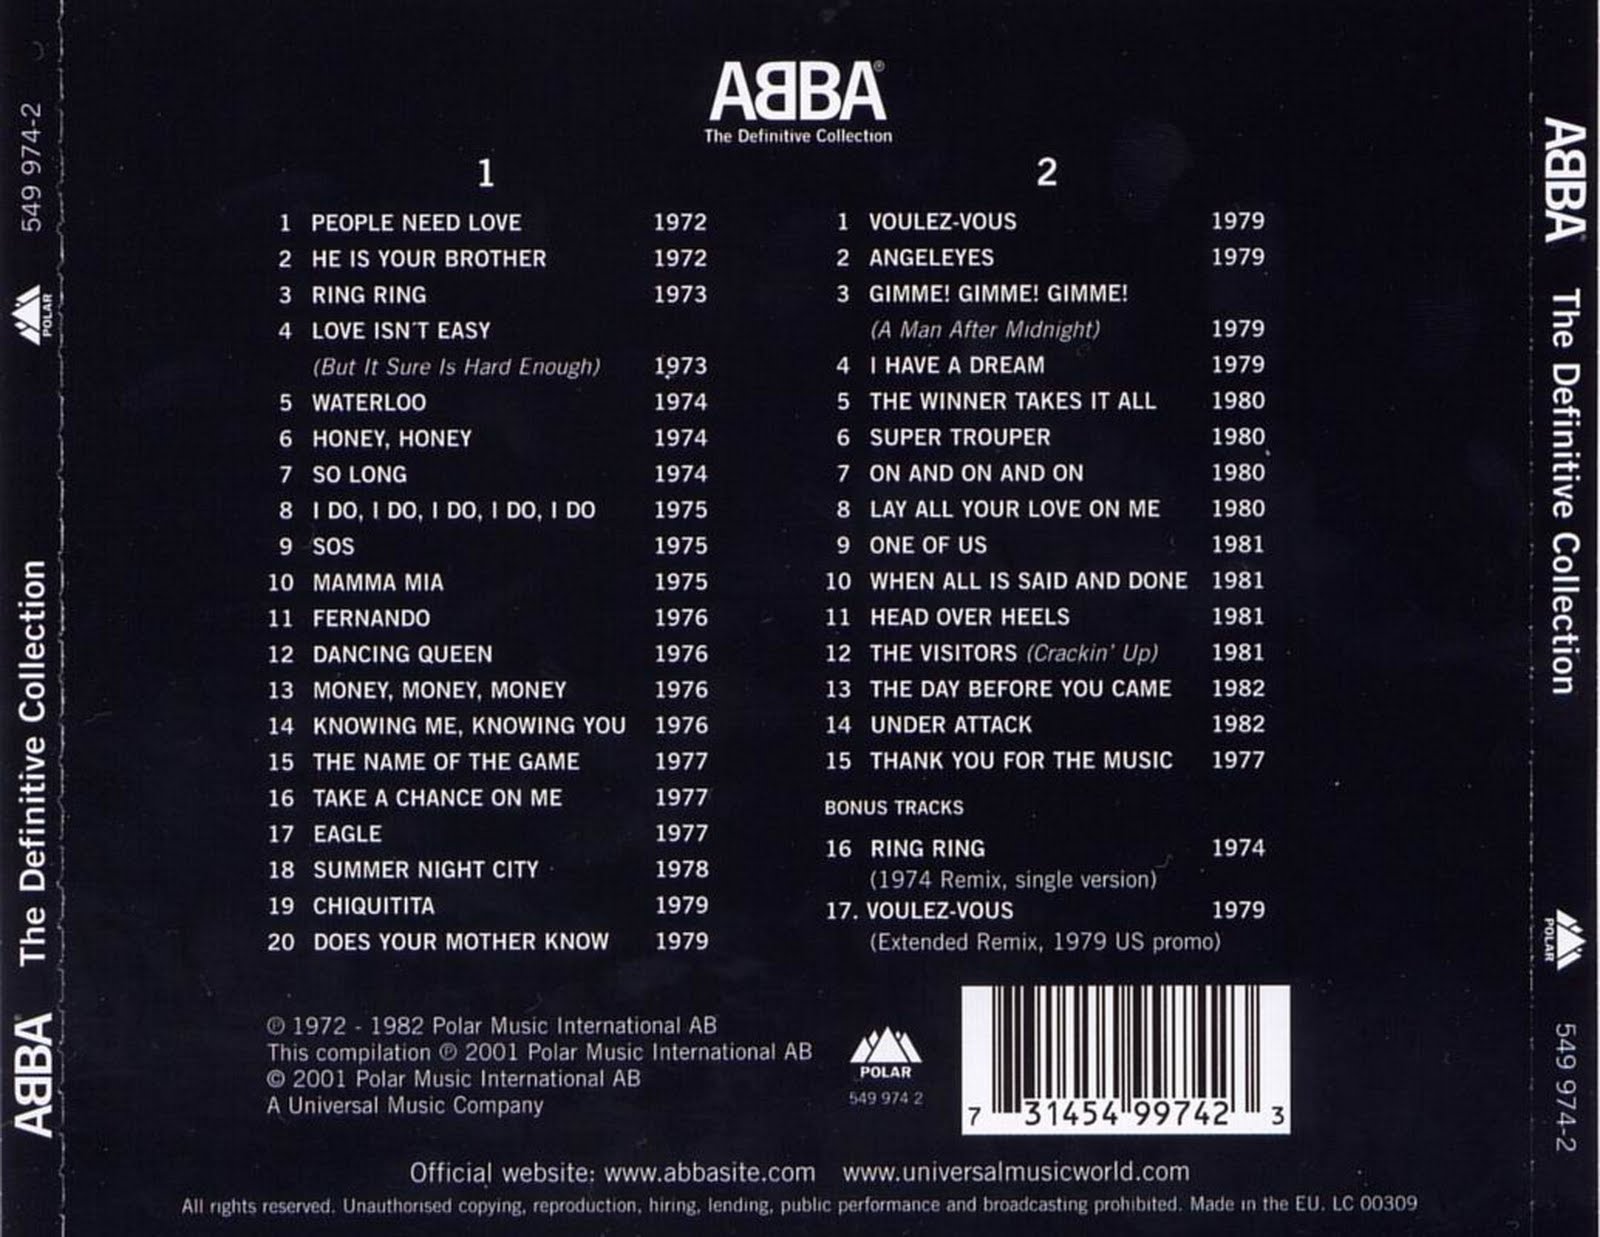 ABBA®
The Definitive Collection
1
1 PEOPLE NEED LOVE 1972
2 HE IS YOUR BROTHER 1972
3 RING RING 1973
4 LOVE ISN´T EASY
(But It Sure Is Hard Enough) 1973
5 WATERLOO 1974
6 HONEY, HONEY 1974
7 SO LONG 1974
8 I DO, I DO, I DO, I DO, I DO 1975
9 SOS 1975
10 MAMMA MIA 1975
11 FERNANDO 1976
12 DANCING QUEEN 1976
13 MONEY, MONEY, MONEY 1976
14 KNOWING ME, KNOWING YOU 1976
15 THE NAME OF THE GAME 1977
16 TAKE A CHANCE ON ME 1977
17 EAGLE 1977
18 SUMMER NIGHT CITY 1978
19 CHIQUITITA 1979
20 DOES YOUR MOTHER KNOW 1979
2
1 VOULEZ-VOUS 1979
2 ANGELEYES 1979
3 GIMME! GIMME! GIMME!
(A Man After Midnight) 1979
4 I HAVE A DREAM 1979
5 THE WINNER TAKES IT ALL 1980
6 SUPER TROUPER 1980
7 ON AND ON AND ON 1980
8 LAY ALL YOUR LOVE ON ME 1980
9 ONE OF US 1981
10 WHEN ALL IS SAID AND DONE 1981
11 HEAD OVER HEELS 1981
12 THE VISITORS (Crackin' Up) 1981
13 THE DAY BEFORE YOU CAME 1982
14 UNDER ATTACK 1982
15 THANK YOU FOR THE MUSIC 1977
BONUS TRACKS
16 RING RING 1974
(1974 Remix, single version)
17. VOULEZ-VOUS 1979
(Extended Remix, 1979 US promo)
℗ 1972 - 1982 Polar Music International AB
This compilation ℗ 2001 Polar Music International AB
© 2001 Polar Music International AB
A Universal Music Company
POLAR
549 974 2
7 31454 99742 3
Official website: www.abbasite.com www.universalmusicworld.com
All rights reserved. Unauthorised copying, reproduction, hiring, lending, public performance and broadcasting prohibited. Made in the EU. LC 00309
ABBA® The Definitive Collection POLAR 549 974-2
ABBA® The Definitive Collection POLAR 549 974-2